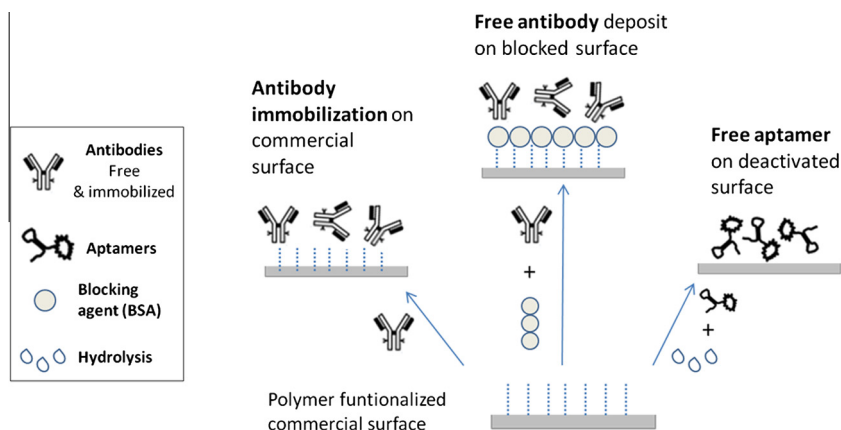 Free antibody deposit
on blocked surface
Antibody
immobilization on
commercial
surface
Free aptamer
on deactivated
surface
Antibodies
Free
& immobilized
Aptamers
Blocking
agent (BSA)
Hydrolysis
+
+
Polymer funtionalized
commercial surface